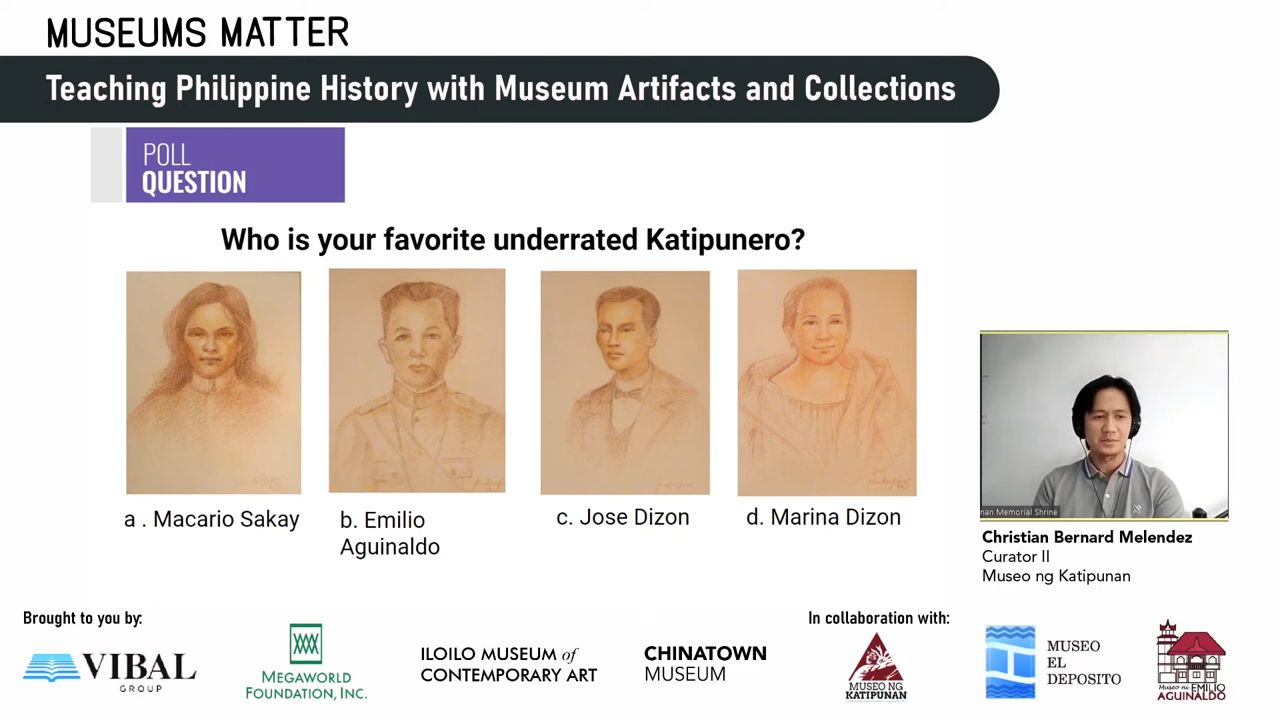 MUSEUMS MATTER
Teaching Philippine History with Museum Artifacts and Collections
POLL
QUESTION
Who is your favorite underrated Katipunero?
a . Macario Sakay
b. Emilio
Aguinaldo
c. Jose Dizon
d. Marina Dizon
nan Memorial Shrine
Christian Bernard Melendez
Curator II
Museo ng Katipunan
Brought to you by:
In collaboration with:
VIBAL
GROUP
MEGAWORLD
FOUNDATION, INC.
ILOILO MUSEUM of
CONTEMPORARY ART
CHINATOWN
MUSEUM
MUSEO NG
KATIPUNAN
MUSEO
EL
DEPOSITO
Museo ni EMILIO
AGUINALDO